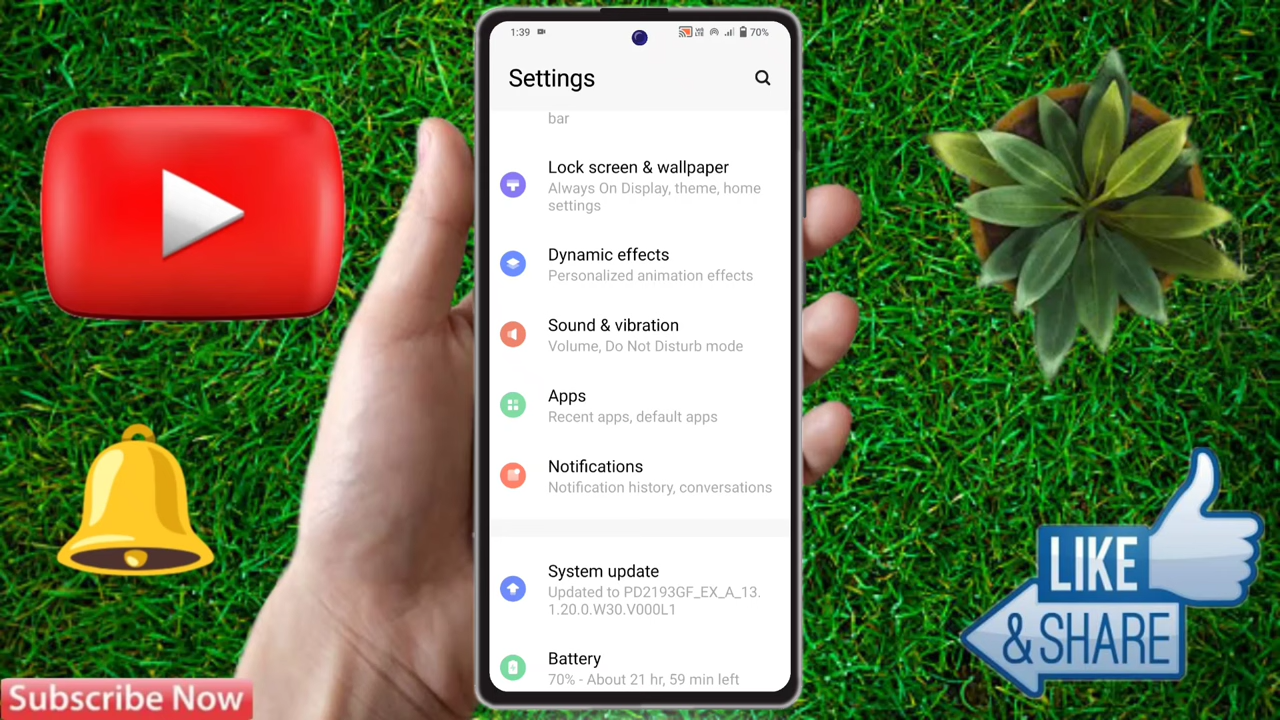 1:39
70%
Settings
bar
Lock screen & wallpaper
Always On Display, theme, home
settings
Dynamic effects
Personalized animation effects
Sound & vibration
Volume, Do Not Disturb mode
Apps
Recent apps, default apps
Notifications
Notification history, conversations
System update
Updated to PD2193GF_EX_A_13.
1.20.0.W30.V000L1
Battery
70% - About 21 hr, 59 min left
LIKE
& SHARE
Subscribe Now